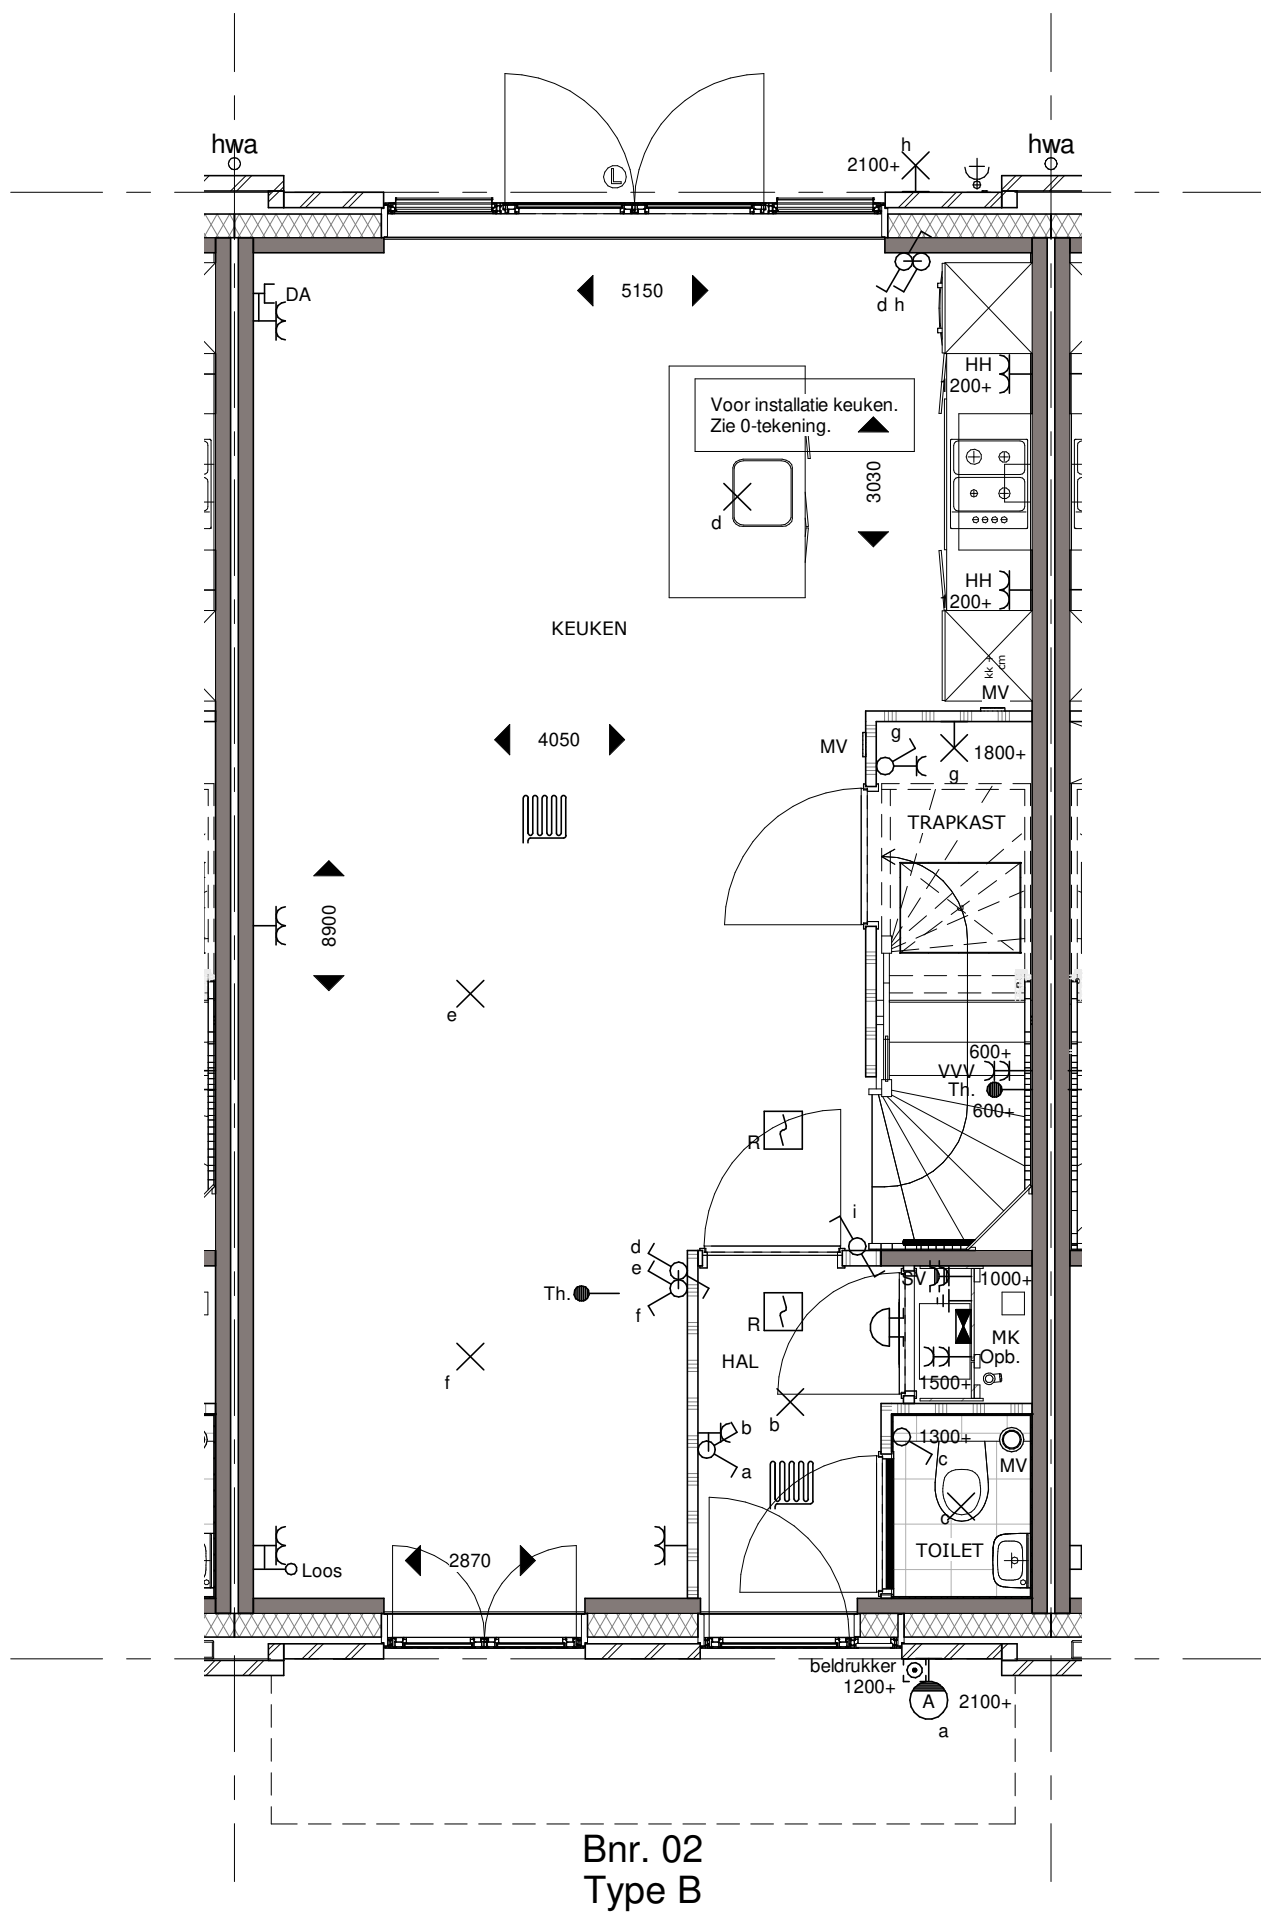 hwa
hwa
h
2100+
L
DA
5150
d h
HH
1200+
Voor installatie keuken.
Zie 0-tekening.
3030
d
HH
1200+
KEUKEN
kk +
cm
MV
4050
MV
g
1800+
g
TRAPKAST
8900
e
600+
VVV
Th.
600+
R
i
d
e
Th.
f
SV
1000+
R
HAL
MK
Opb.
f
1500+
b
b
a
1300+
c
MV
c
TOILET
2870
Loos
beldrukker
1200+
A
2100+
a
Bnr. 02
Type B